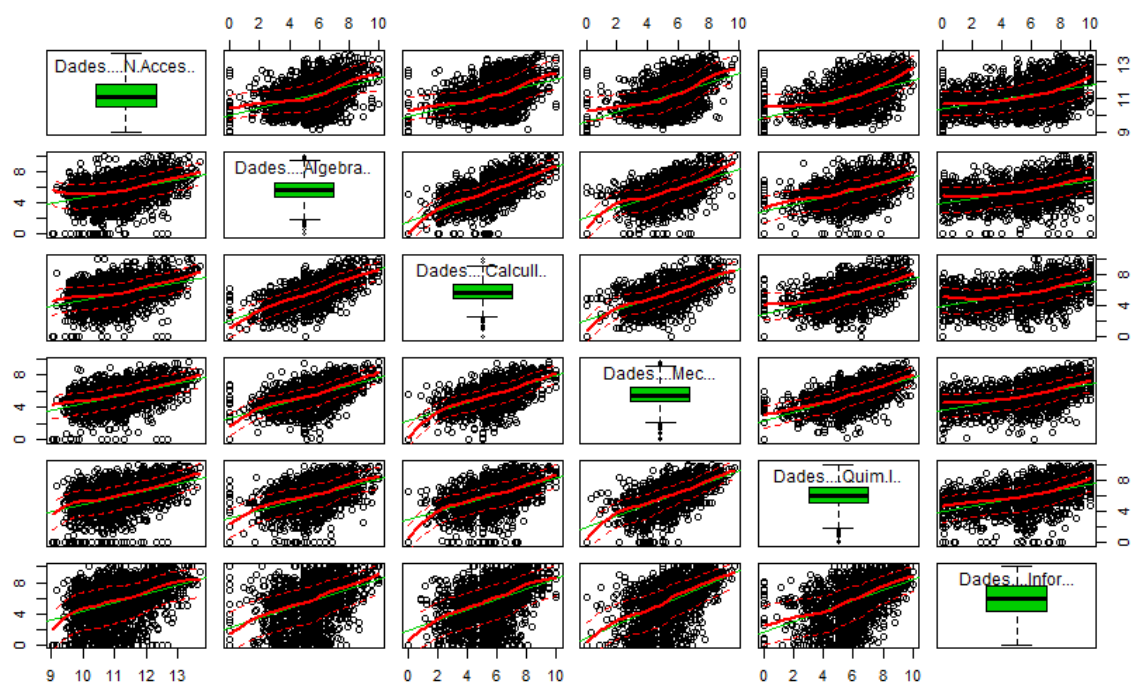 0 2 4 6 8 10 0 2 4 6 8 10 0 2 4 6 8 10
Dades....N.Acces..
9 11 13
0 4 8
Dades....Algebra..
Dades....Calcull..
0 4 8
0 4 8
Dades....Mec...
Dades....Quim.I..
0 4 8
0 4 8
Dades....Infor...
9 10 11 12 13 0 2 4 6 8 10 0 2 4 6 8 10